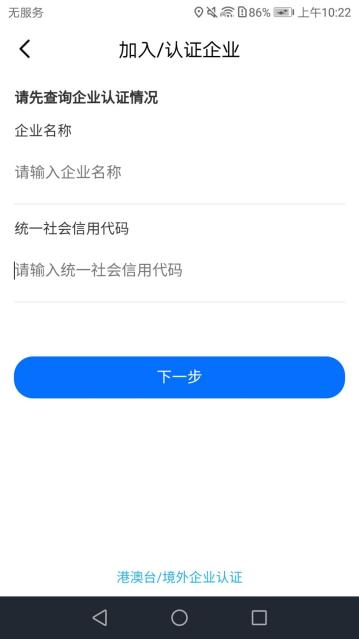 无服务 86% 上午10:22
加入/认证企业
请先查询企业认证情况
企业名称
请输入企业名称
统一社会信用代码
请输入统一社会信用代码
下一步
港澳台/境外企业认证